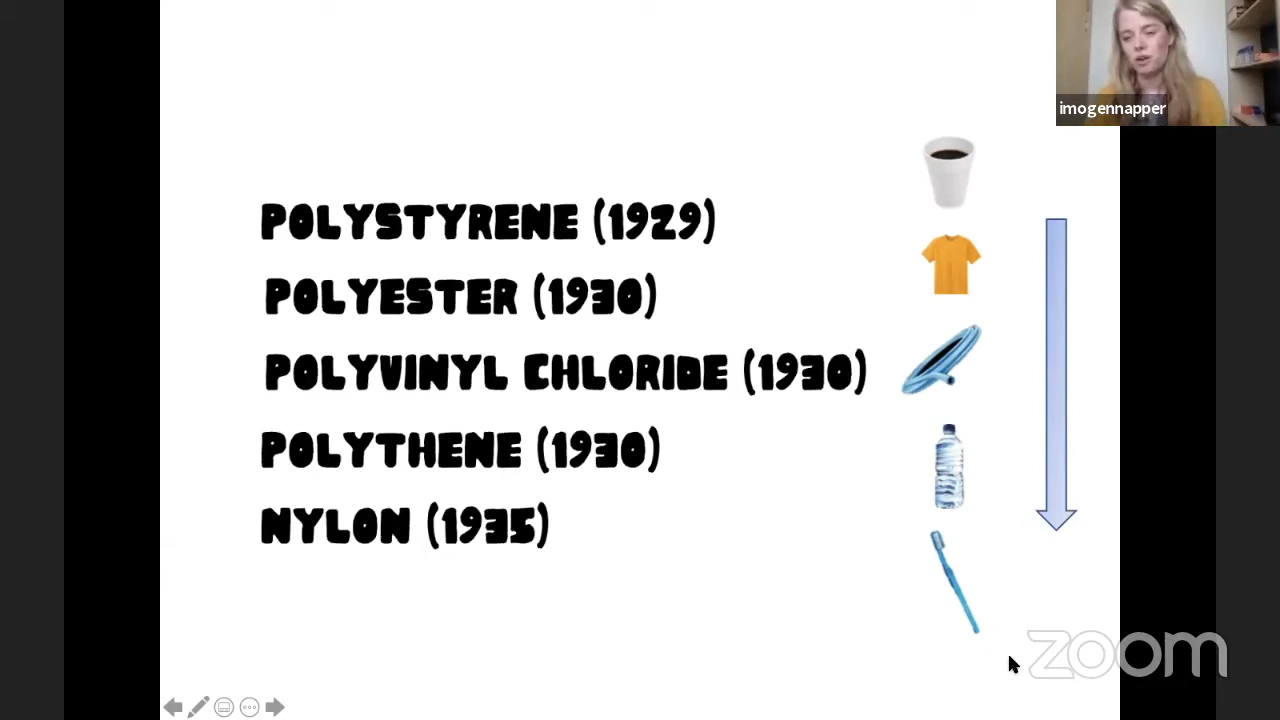 imogennapper
POLYSTYRENE (1929)
POLYESTER (1930)
POLYVINYL CHLORIDE (1930)
POLYTHENE (1930)
NYLON (1935)
zoom